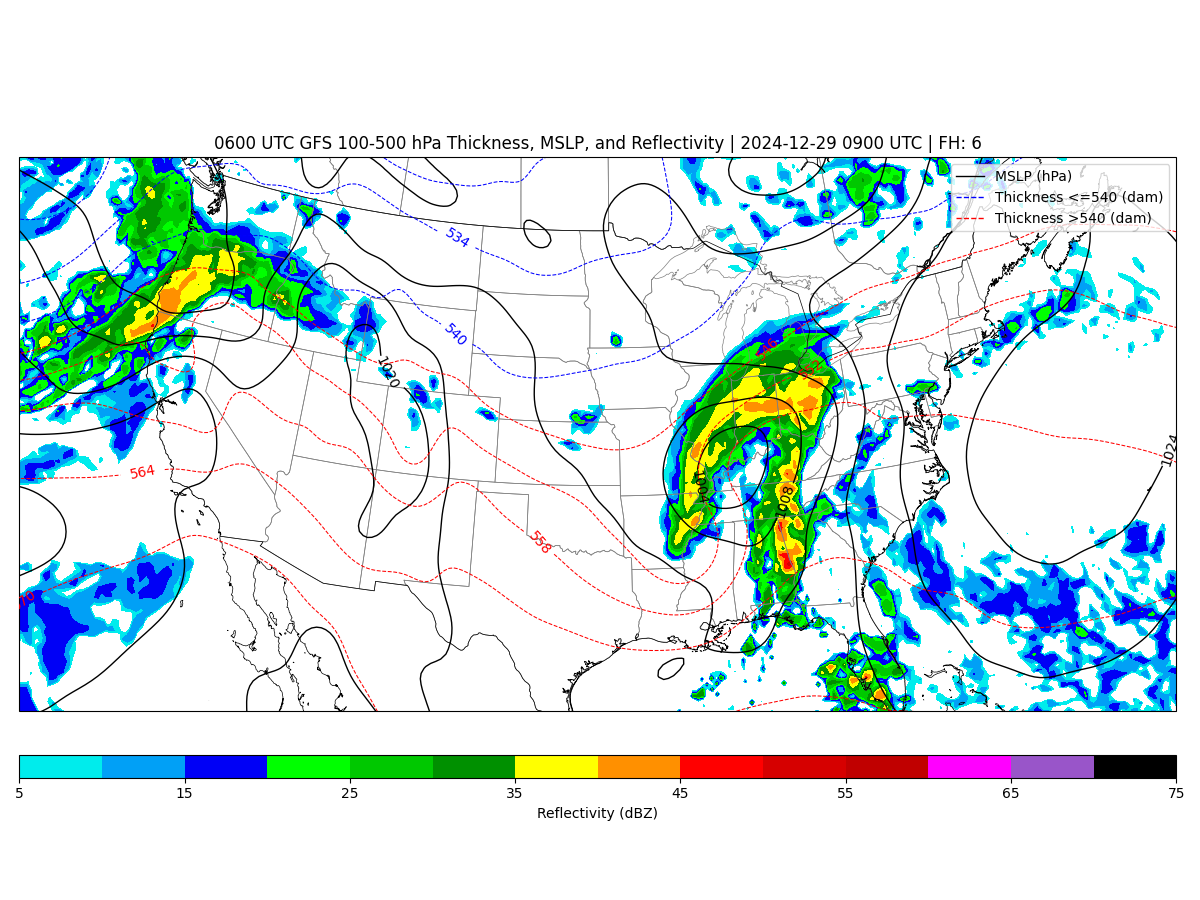 0600 UTC GFS 100-500 hPa Thickness, MSLP, and Reflectivity | 2024-12-29 0900 UTC | FH: 6
MSLP (hPa)
Thickness <=540 (dam)
Thickness >540 (dam)
534
540
1020
1024
564
1004
1008
558
5 15 25 35 45 55 65 75
Reflectivity (dBZ)